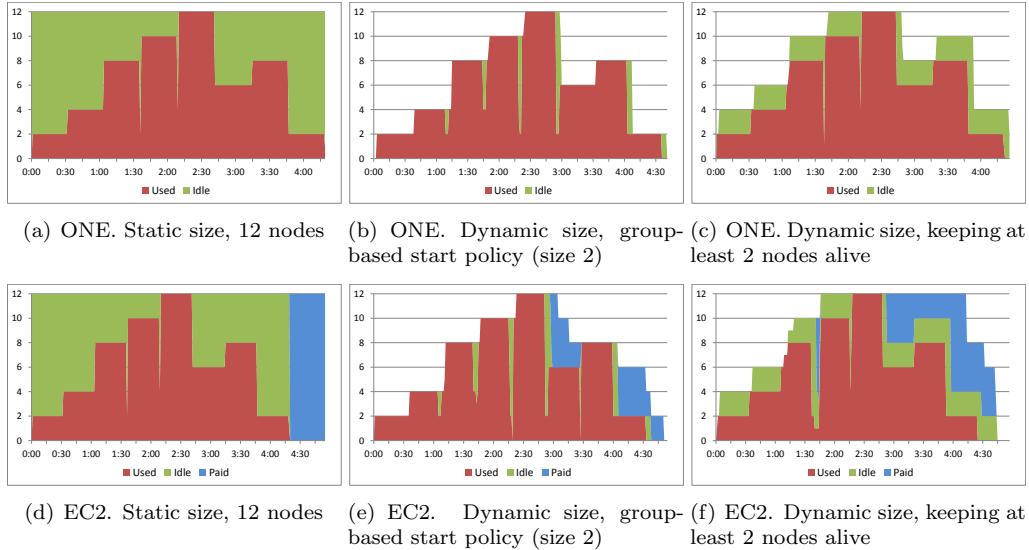 12
10
8
6
4
2
0
0:00 0:30 1:00 1:30 2:00 2:30 3:00 3:30 4:00
Used Idle
12
10
8
6
4
2
0
0:00 0:30 1:00 1:30 2:00 2:30 3:00 3:30 4:00 4:30
Used Idle
12
10
8
6
4
2
0
0:00 0:30 1:00 1:30 2:00 2:30 3:00 3:30 4:00
Used Idle
(a) ONE. Static size, 12 nodes
(b) ONE. Dynamic size, group-
based start policy (size 2)
(c) ONE. Dynamic size, keeping at
least 2 nodes alive
12
10
8
6
4
2
0
0:00 0:30 1:00 1:30 2:00 2:30 3:00 3:30 4:00 4:30
Used Idle Paid
12
10
8
6
4
2
0
0:00 0:30 1:00 1:30 2:00 2:30 3:00 3:30 4:00 4:30
Used Idle Paid
12
10
8
6
4
2
0
0:00 0:30 1:00 1:30 2:00 2:30 3:00 3:30 4:00 4:30
Used Idle Paid
(d) EC2. Static size, 12 nodes
(e) EC2. Dynamic size, group-
based start policy (size 2)
(f) EC2. Dynamic size, keeping at
least 2 nodes alive